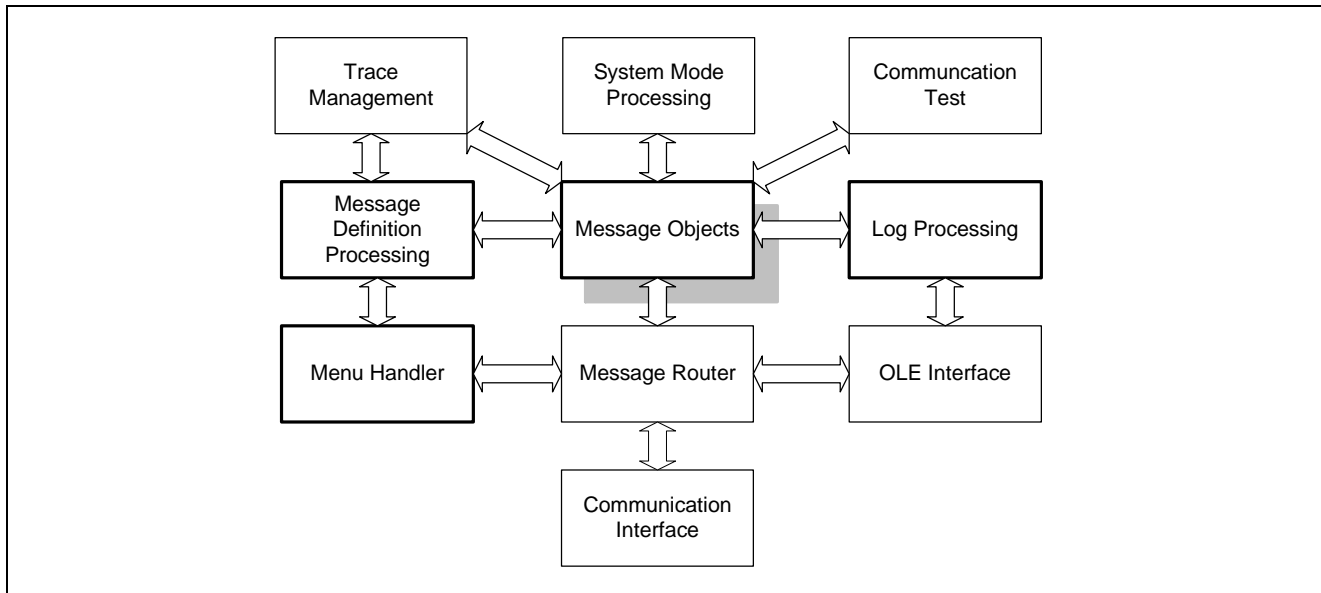 Trace
Management
System Mode
Processing
Communcation
Test
Message
Definition
Processing
Message Objects
Log Processing
Menu Handler
Message Router
OLE Interface
Communication
Interface